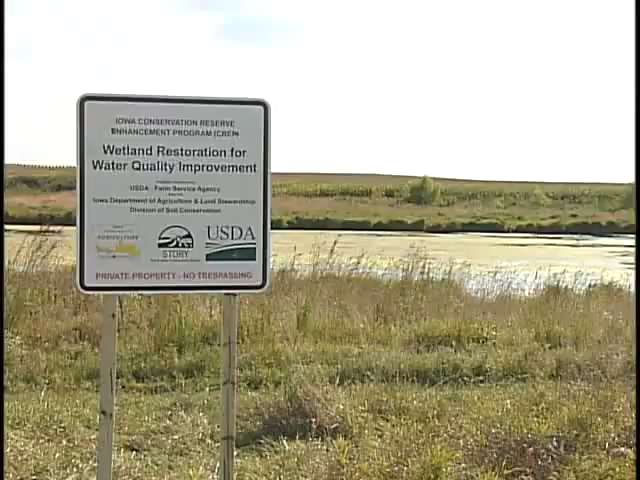 IOWA CONSERVATION RESERVE
ENHANCEMENT PROGRAM (CREP)
Wetland Restoration for
Water Quality Improvement
USDA - Farm Service Agency
Iowa Department of Agriculture & Land Stewardship
Division of Soil Conservation
AGRICULTURE
STORY
USDA
PRIVATE PROPERTY - NO TRESPASSING